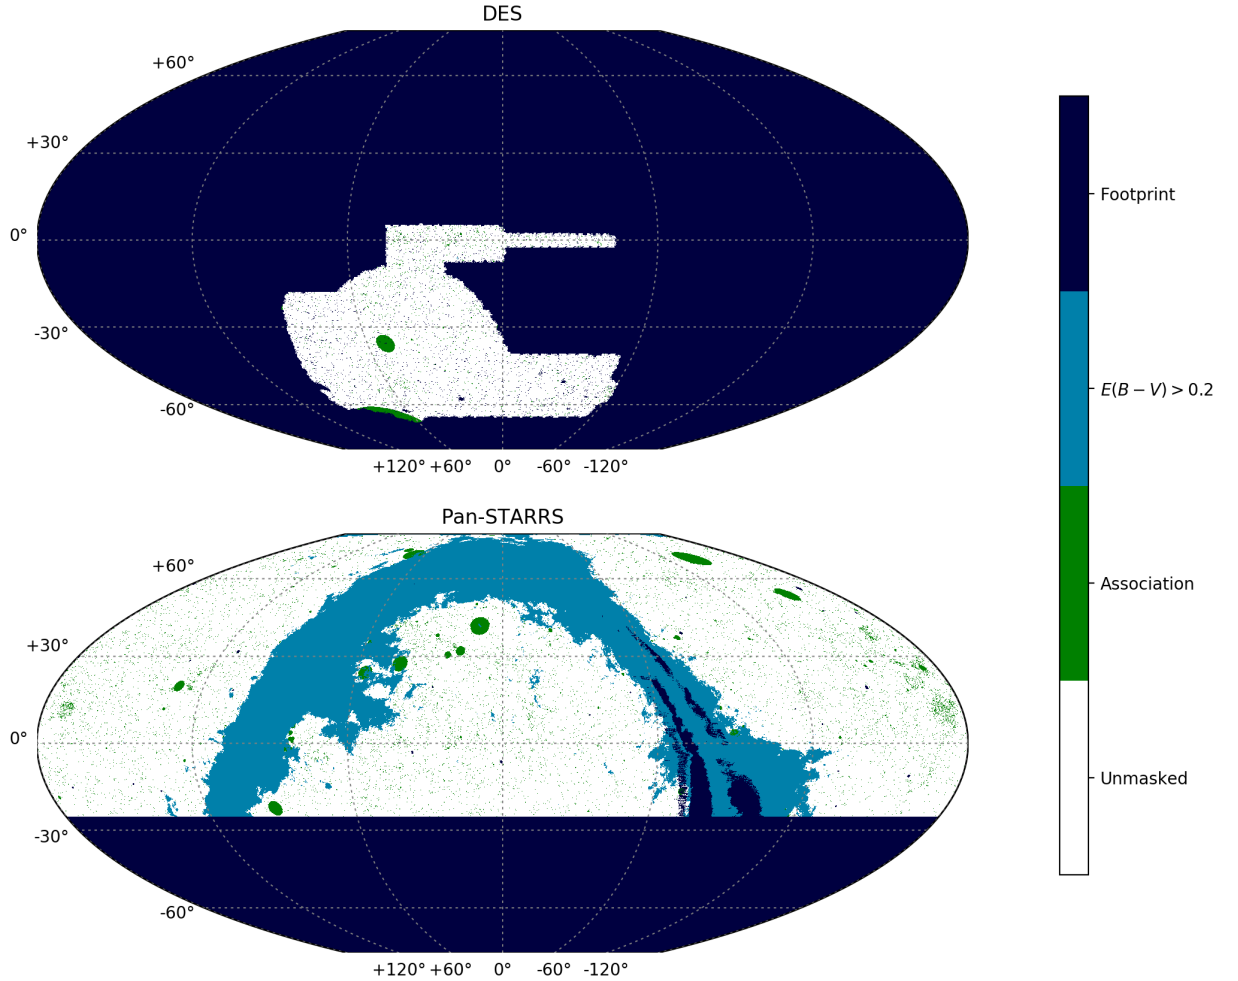 DES
+60°
+30°
0°
-30°
-60°
+120° +60° 0° -60° -120°
Pan-STARRS
+60°
+30°
0°
-30°
-60°
+120° +60° 0° -60° -120°
Footprint
E(B − V) > 0.2
Association
Unmasked